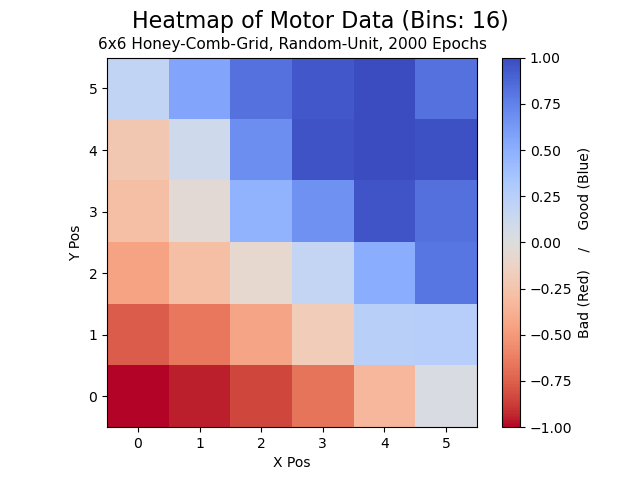 Heatmap of Motor Data (Bins: 16)
6x6 Honey-Comb-Grid, Random-Unit, 2000 Epochs
5
4
3
2
1
0
Y Pos
0 1 2 3 4 5
X Pos
1.00
0.75
0.50
0.25
0.00
−0.25
−0.50
−0.75
−1.00
Bad (Red) / Good (Blue)